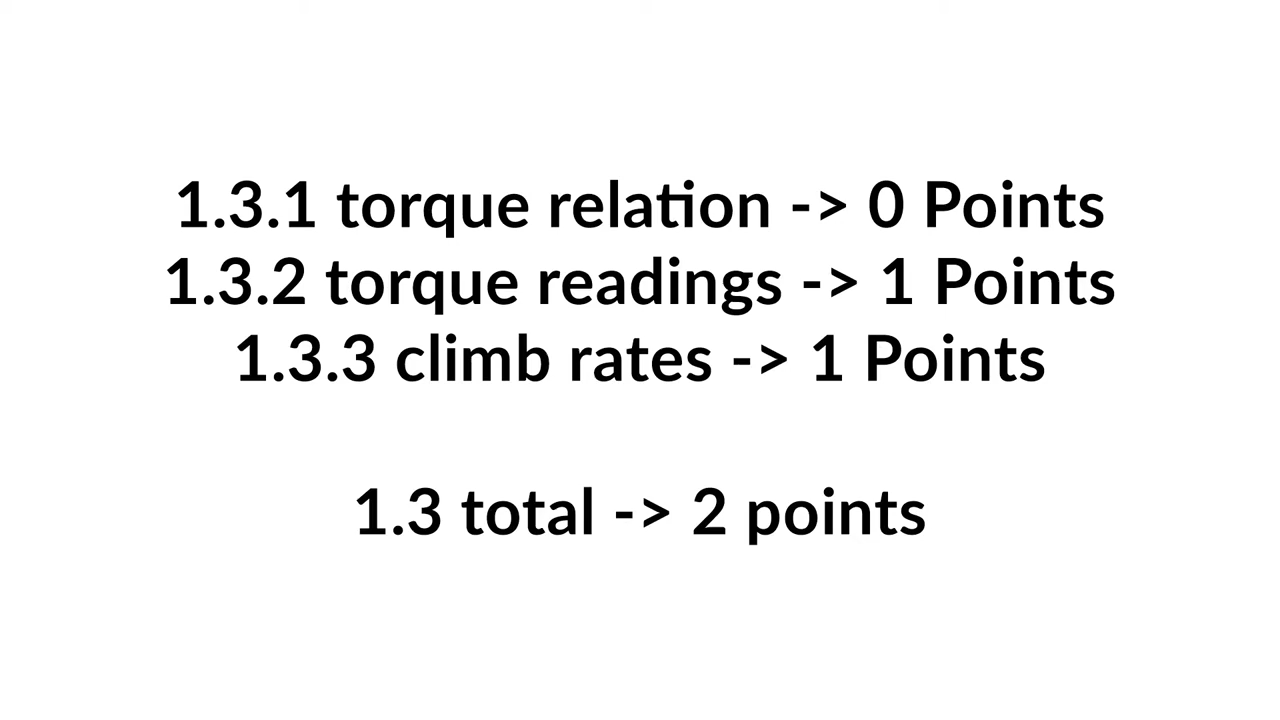 1.3.1 torque relation -> 0 Points
1.3.2 torque readings -> 1 Points
1.3.3 climb rates -> 1 Points
1.3 total -> 2 points